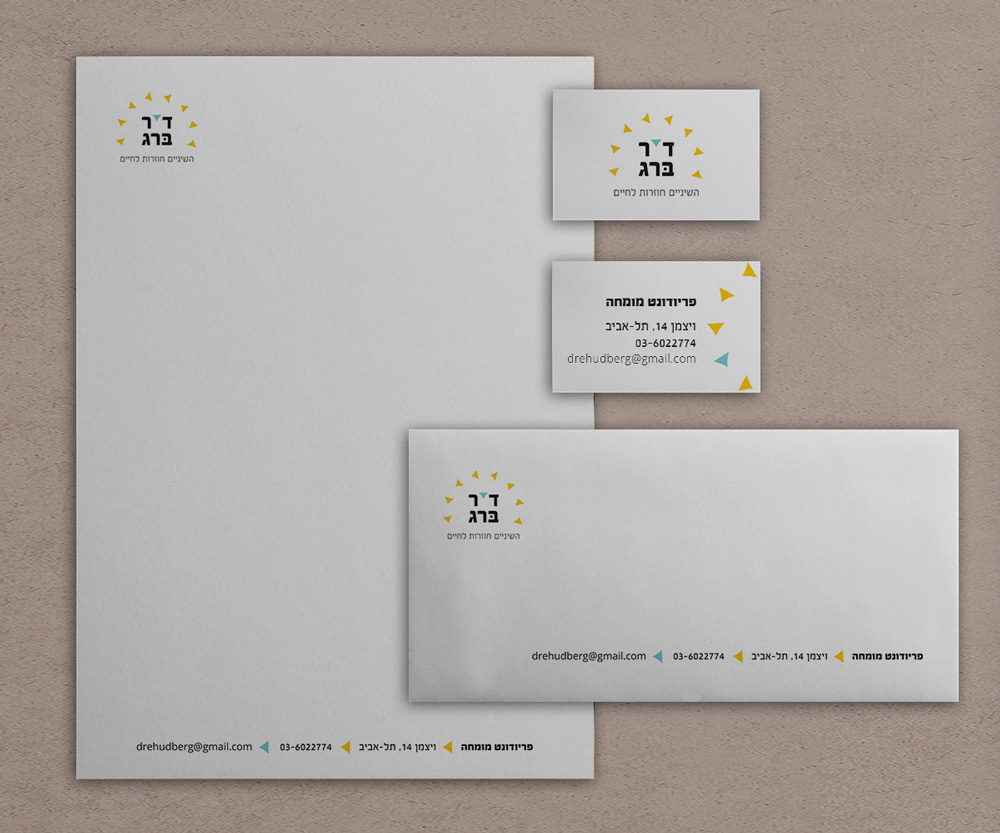 ד״ר
ברג
השיניים חוזרות לחיים
פריודונט מומחה ויצמן 14, תל-אביב 03-6022774 drehudberg@gmail.com
ד״ר
ברג
השיניים חוזרות לחיים
פריודונט מומחה
ויצמן 14, תל-אביב
03-6022774
drehudberg@gmail.com
ד״ר
ברג
השיניים חוזרות לחיים
פריודונט מומחה ויצמן 14, תל-אביב 03-6022774 drehudberg@gmail.com